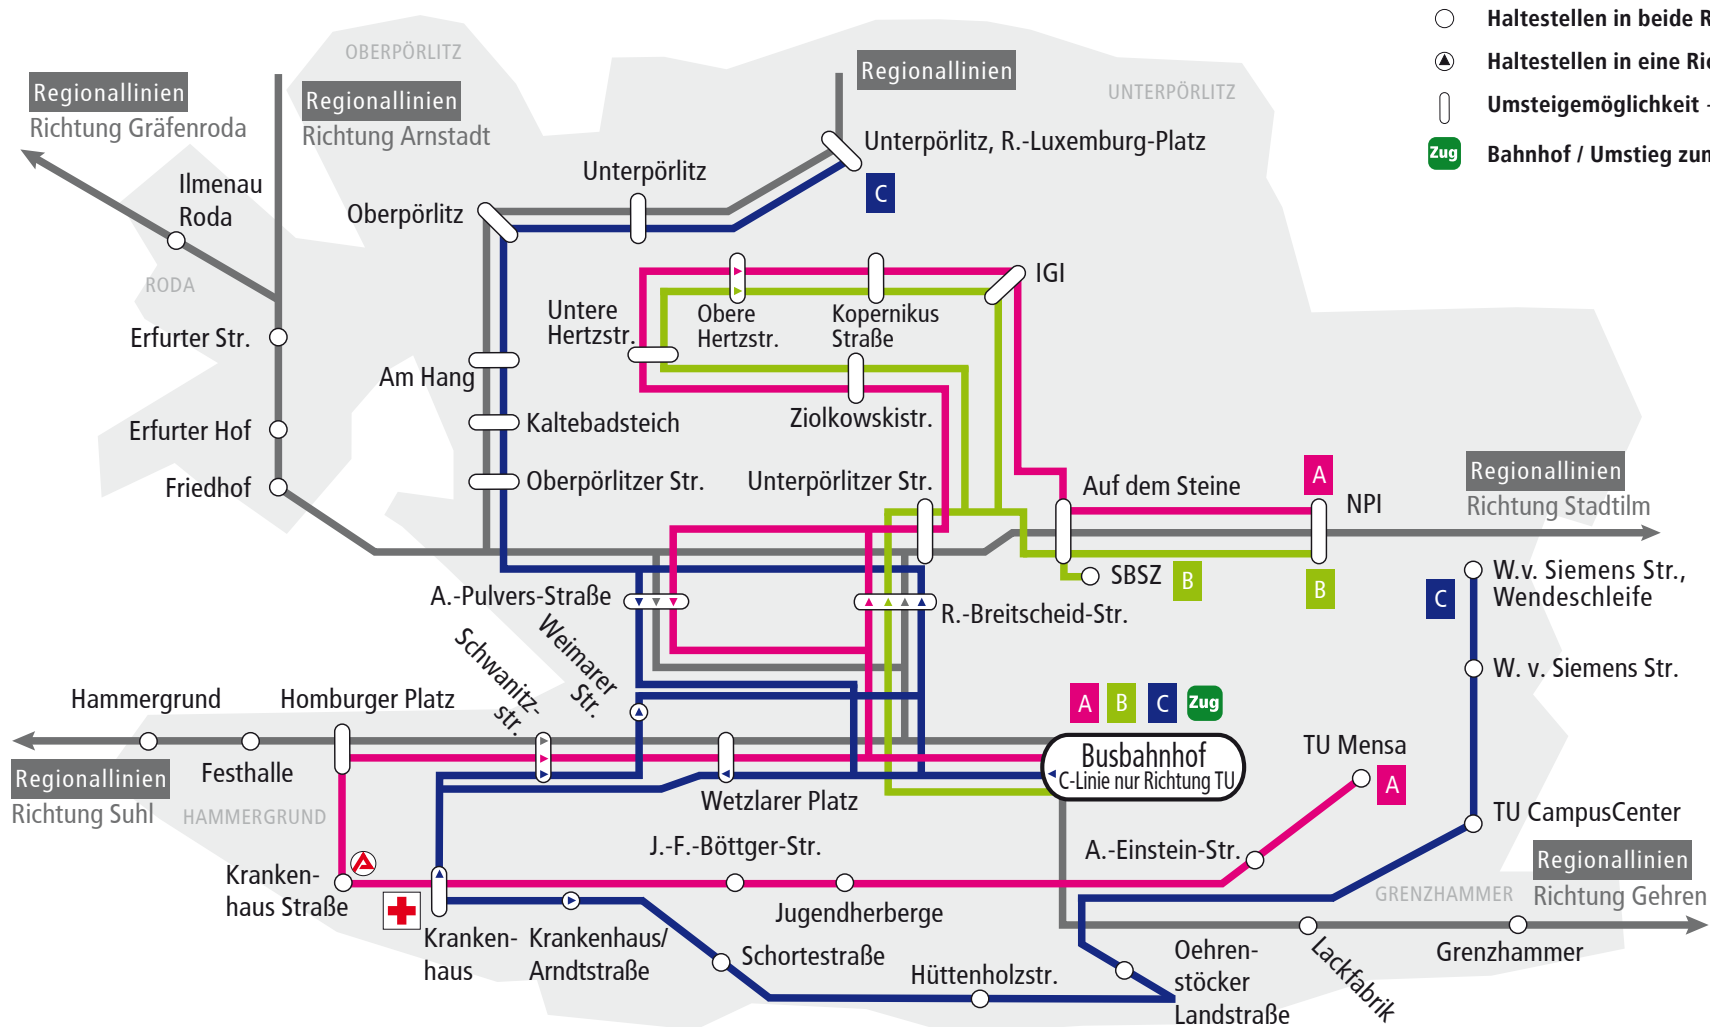 Haltestellen in beide R
Haltestellen in eine Ric
Umsteigemöglichkeit -
Zug
Bahnhof / Umstieg zun
OBERPÖRLITZ
Regionallinien
Richtung Gräfenroda
Regionallinien
Richtung Arnstadt
Regionallinien
UNTERPÖRLITZ
Unterpörlitz, R.-Luxemburg-Platz
C
Unterpörlitz
Ilmenau
Roda
Oberpörlitz
RODA
IGI
Untere
Hertzstr.
Obere
Hertzstr.
Kopernikus
Straße
Erfurter Str.
Am Hang
Ziolkowskistr.
Kaltebadsteich
Erfurter Hof
Friedhof
Oberpörlitzer Str.
Unterpörlitzer Str.
Auf dem Steine
A
NPI
Regionallinien
Richtung Stadtilm
SBSZ
B
B
C
W.v. Siemens Str.,
Wendeschleife
A.-Pulvers-Straße
R.-Breitscheid-Str.
Schwanitz-
str.
Weimarer
Str.
W. v. Siemens Str.
Hammergrund
Homburger Platz
A
B
C
Zug
Festhalle
Regionallinien
Richtung Suhl
HAMMERGRUND
Wetzlarer Platz
Busbahnhof
C-Linie nur Richtung TU
TU Mensa
A
TU CampusCenter
J.-F.-Böttger-Str.
A.-Einstein-Str.
Regionallinien
Richtung Gehren
GRENZHAMMER
Kranken-
haus Straße
Jugendherberge
Kranken-
haus
Krankenhaus/
Arndtstraße
Schortestraße
Hüttenholzstr.
Oehren-
stöcker
Landstraße
Lackfabrik
Grenzhammer